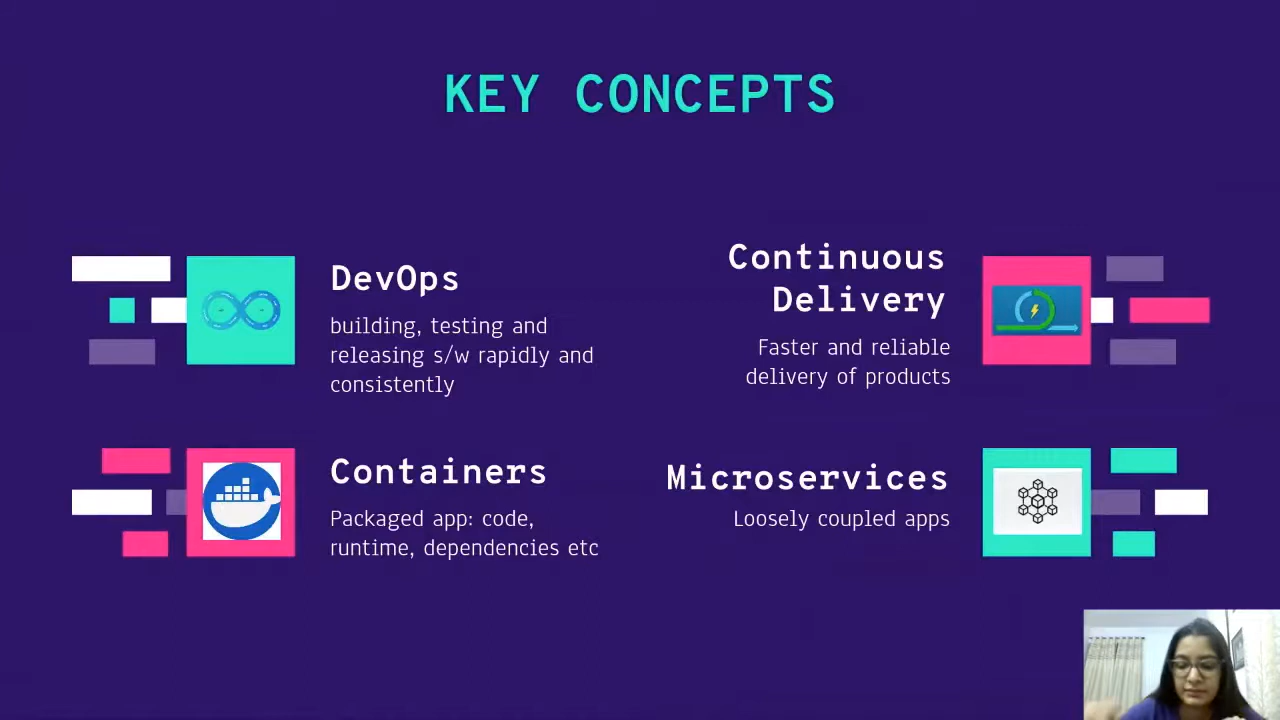 KEY CONCEPTS
DevOps
building, testing and
releasing s/w rapidly and
consistently
Continuous
Delivery
Faster and reliable
delivery of products
Containers
Packaged app: code,
runtime, dependencies etc
Microservices
Loosely coupled apps